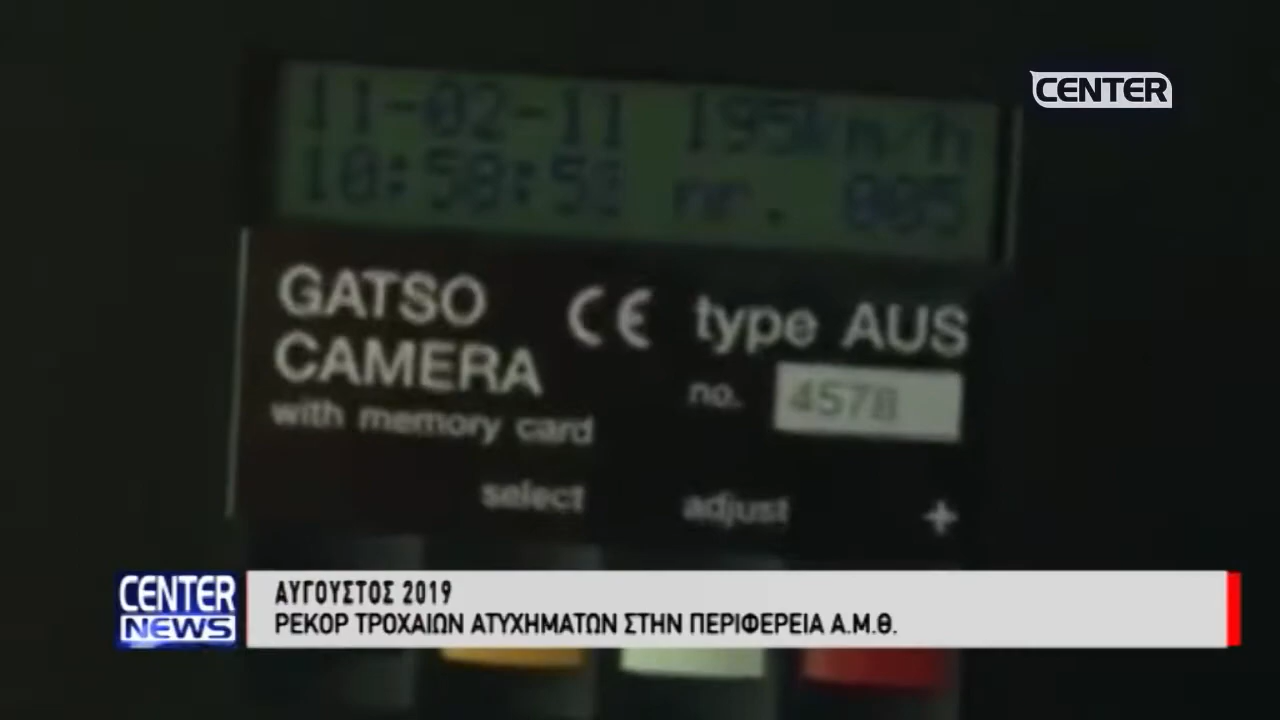 CENTER
11-02-11 195km/h
10:58:58 nr. 005
GATSO CE type AUS
CAMERA no. 4578
with memory card
select adjust +
CENTER
NEWS
ΑΥΓΟΥΣΤΟΣ 2019
ΡΕΚΟΡ ΤΡΟΧΑΙΩΝ ΑΤΥΧΗΜΑΤΩΝ ΣΤΗΝ ΠΕΡΙΦΕΡΕΙΑ Α.Μ.Θ.